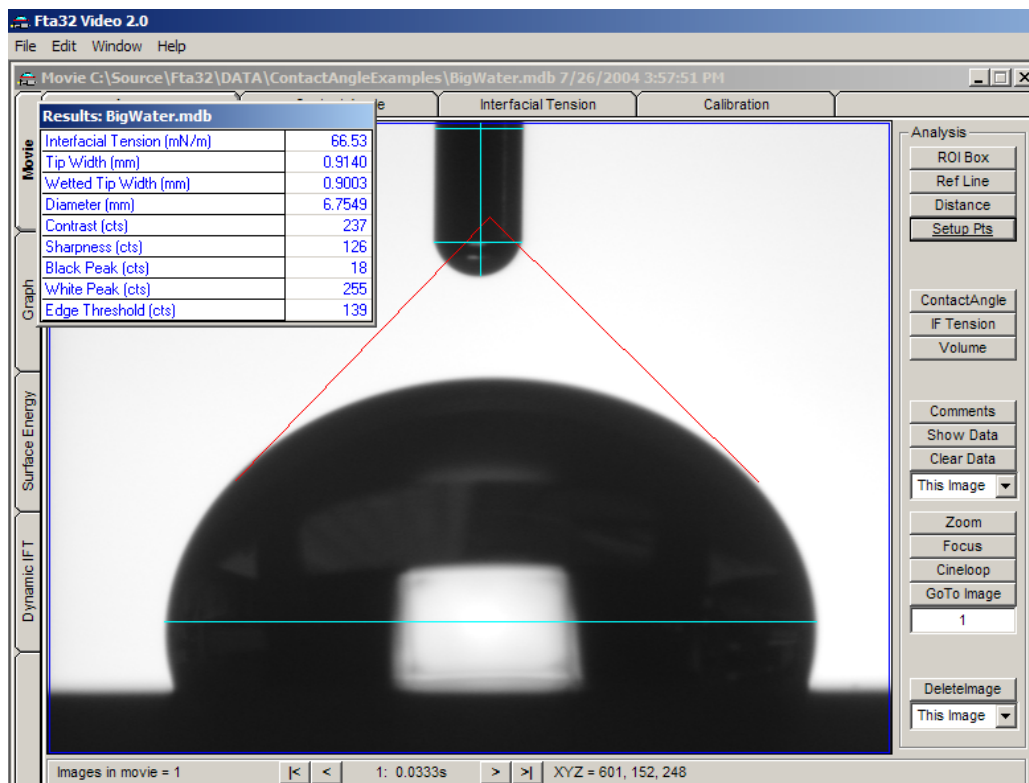 Fta32 Video 2.0
File Edit Window Help
Movie C:\Source\Fta32\DATA\ContactAngleExamples\BigWater.mdb 7/26/2004 3:57:51 PM
Interfacial Tension Calibration
Results: BigWater.mdb
Interfacial Tension (mN/m) 66.53
Tip Width (mm) 0.9140
Wetted Tip Width (mm) 0.9003
Diameter (mm) 6.7549
Contrast (cts) 237
Sharpness (cts) 126
Black Peak (cts) 18
White Peak (cts) 255
Edge Threshold (cts) 139
Movie
Graph
Surface Energy
Dynamic IFT
Analysis
ROI Box
Ref Line
Distance
Setup Pts
ContactAngle
IF Tension
Volume
Comments
Show Data
Clear Data
This Image
Zoom
Focus
Cineloop
GoTo Image
1
DeleteImage
This Image
Images in movie = 1 |< < 1: 0.0333s > >| XYZ = 601, 152, 248